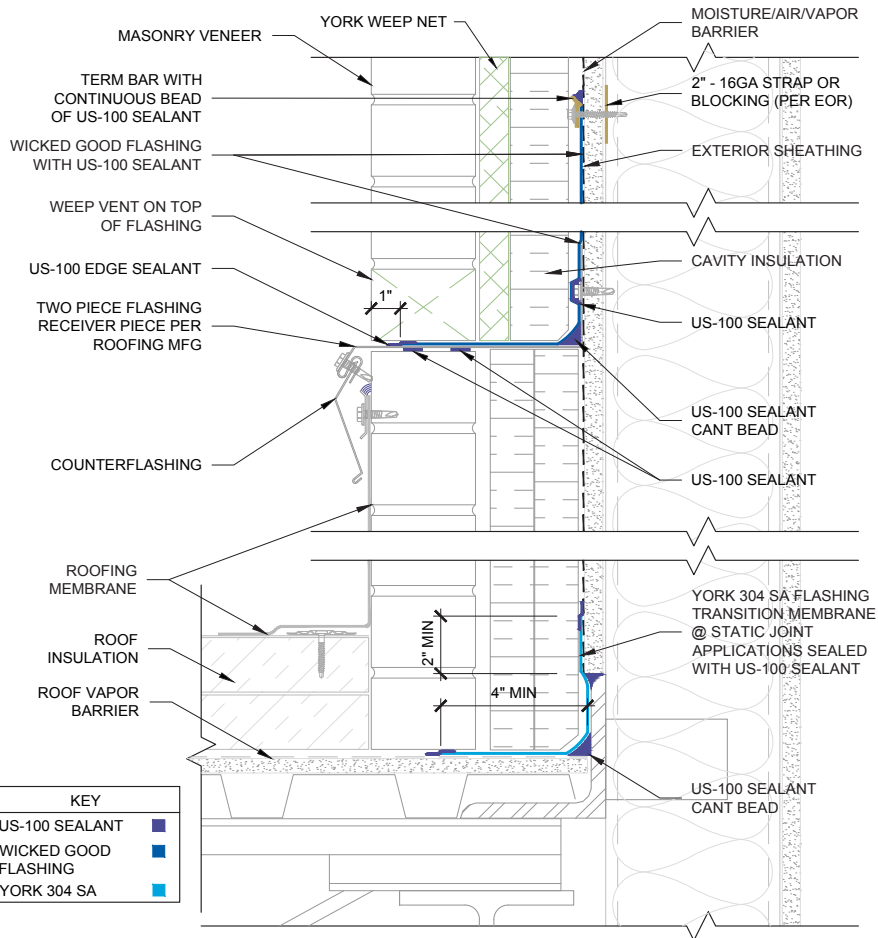 MASONRY VENEER
YORK WEEP NET
MOISTURE/AIR/VAPOR
BARRIER
TERM BAR WITH
CONTINUOUS BEAD
OF US-100 SEALANT
2" - 16GA STRAP OR
BLOCKING (PER EOR)
WICKED GOOD FLASHING
WITH US-100 SEALANT
EXTERIOR SHEATHING
WEEP VENT ON TOP
OF FLASHING
CAVITY INSULATION
US-100 EDGE SEALANT
1"
TWO PIECE FLASHING
RECEIVER PIECE PER
ROOFING MFG
US-100 SEALANT
US-100 SEALANT
CANT BEAD
COUNTERFLASHING
US-100 SEALANT
ROOFING
MEMBRANE
YORK 304 SA FLASHING
TRANSITION MEMBRANE
@ STATIC JOINT
APPLICATIONS SEALED
WITH US-100 SEALANT
ROOF
INSULATION
2" MIN
4" MIN
ROOF VAPOR
BARRIER
US-100 SEALANT
CANT BEAD
KEY
US-100 SEALANT
WICKED GOOD
FLASHING
YORK 304 SA